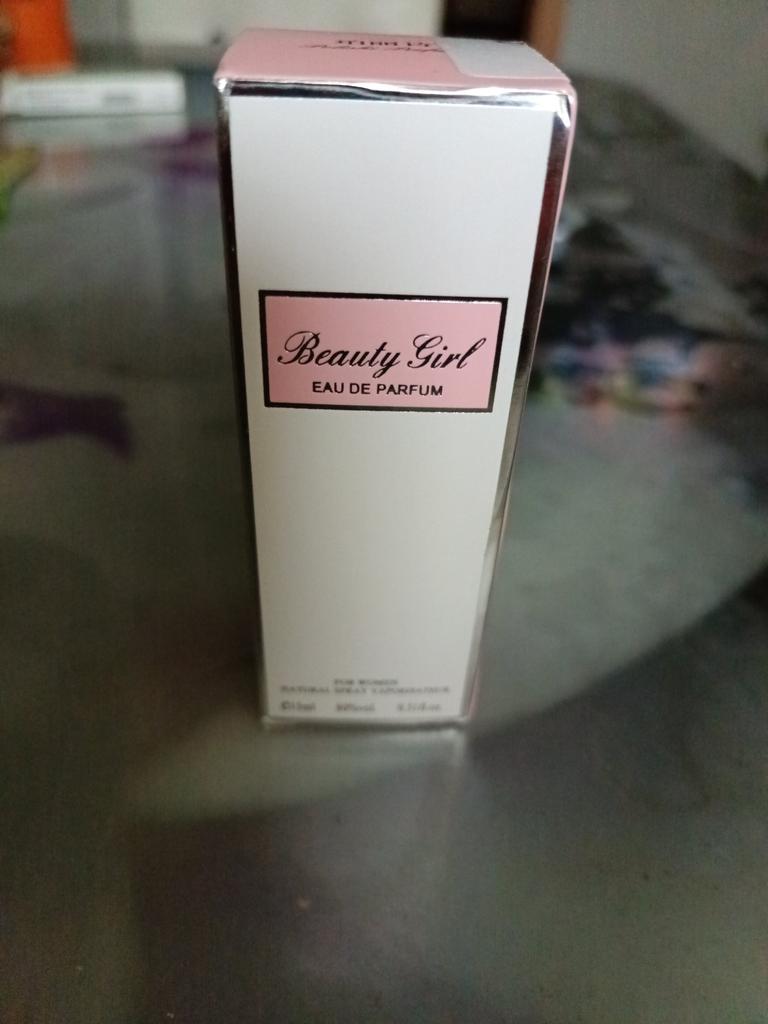 Beauty Girl
EAU DE PARFUM
FOR WOMEN
NATURAL SPRAY VAPORISATEUR